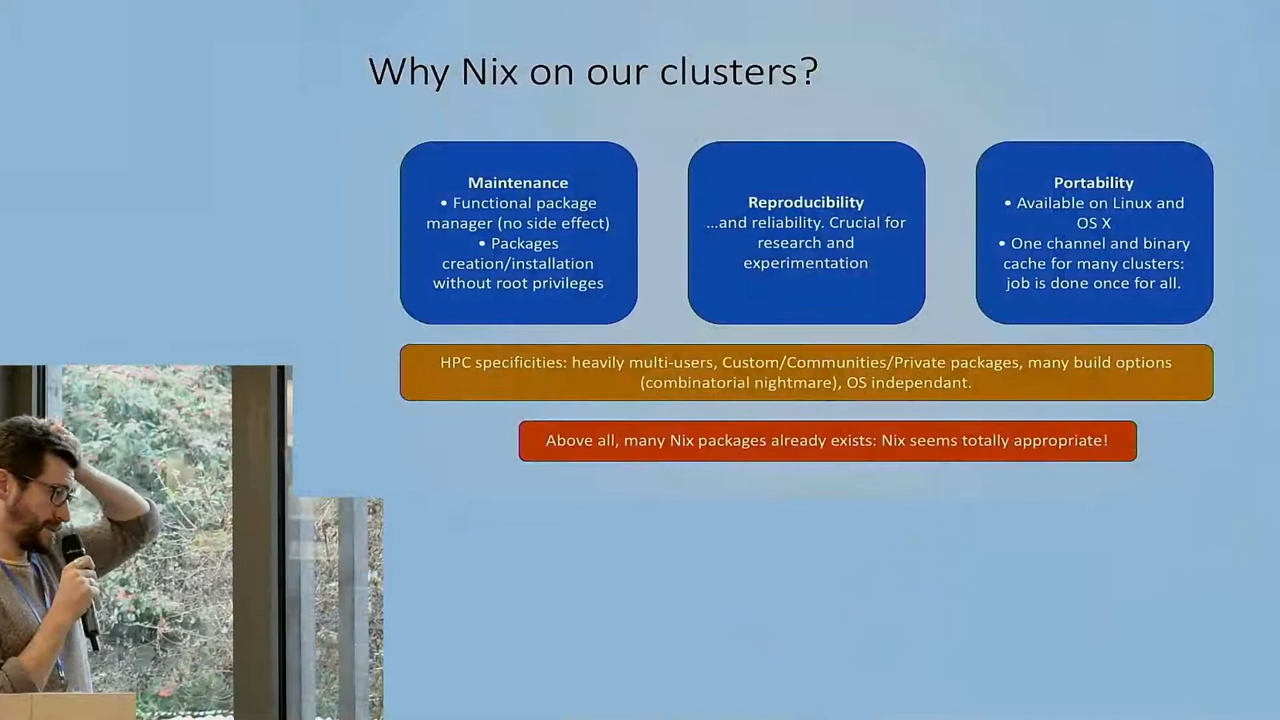 Why Nix on our clusters?
Maintenance
• Functional package
manager (no side effect)
• Packages
creation/installation
without root privileges
Reproducibility
...and reliability. Crucial for
research and
experimentation
Portability
• Available on Linux and
OS X
• One channel and binary
cache for many clusters:
job is done once for all.
HPC specificities: heavily multi-users, Custom/Communities/Private packages, many build options
(combinatorial nightmare), OS independant.
Above all, many Nix packages already exists: Nix seems totally appropriate!